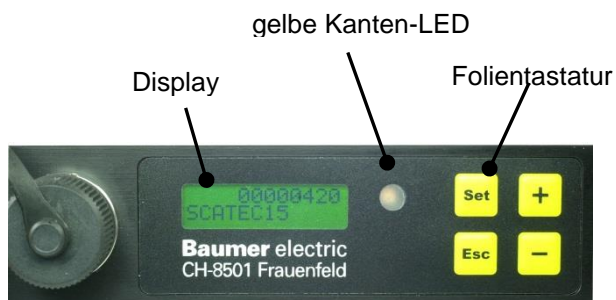 gelbe Kanten-LED
Display
Folientastatur
00000420
SCATEC15
Baumer electric
CH-8501 Frauenfeld
Set
+
Esc
−